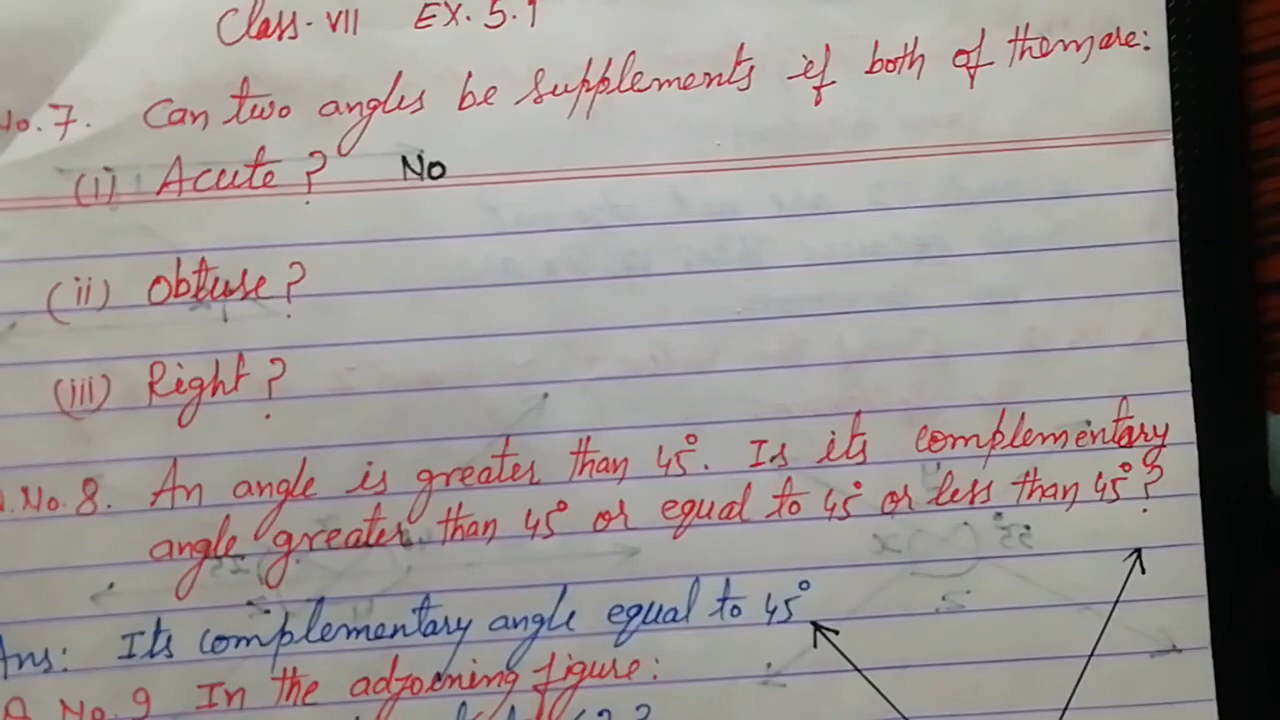 Class- VII EX. 5.1
No. 7. Can two angles be supplements if both of them are:
(i) Acute? No
(ii) Obtuse?
(iii) Right?
.No. 8. An angle is greater than 45°. Is its complementary
angle greater than 45° or equal to 45° or less than 45°?
Ans: Its complementary angle equal to 45°
Q No. 9 In the adjoining figure: